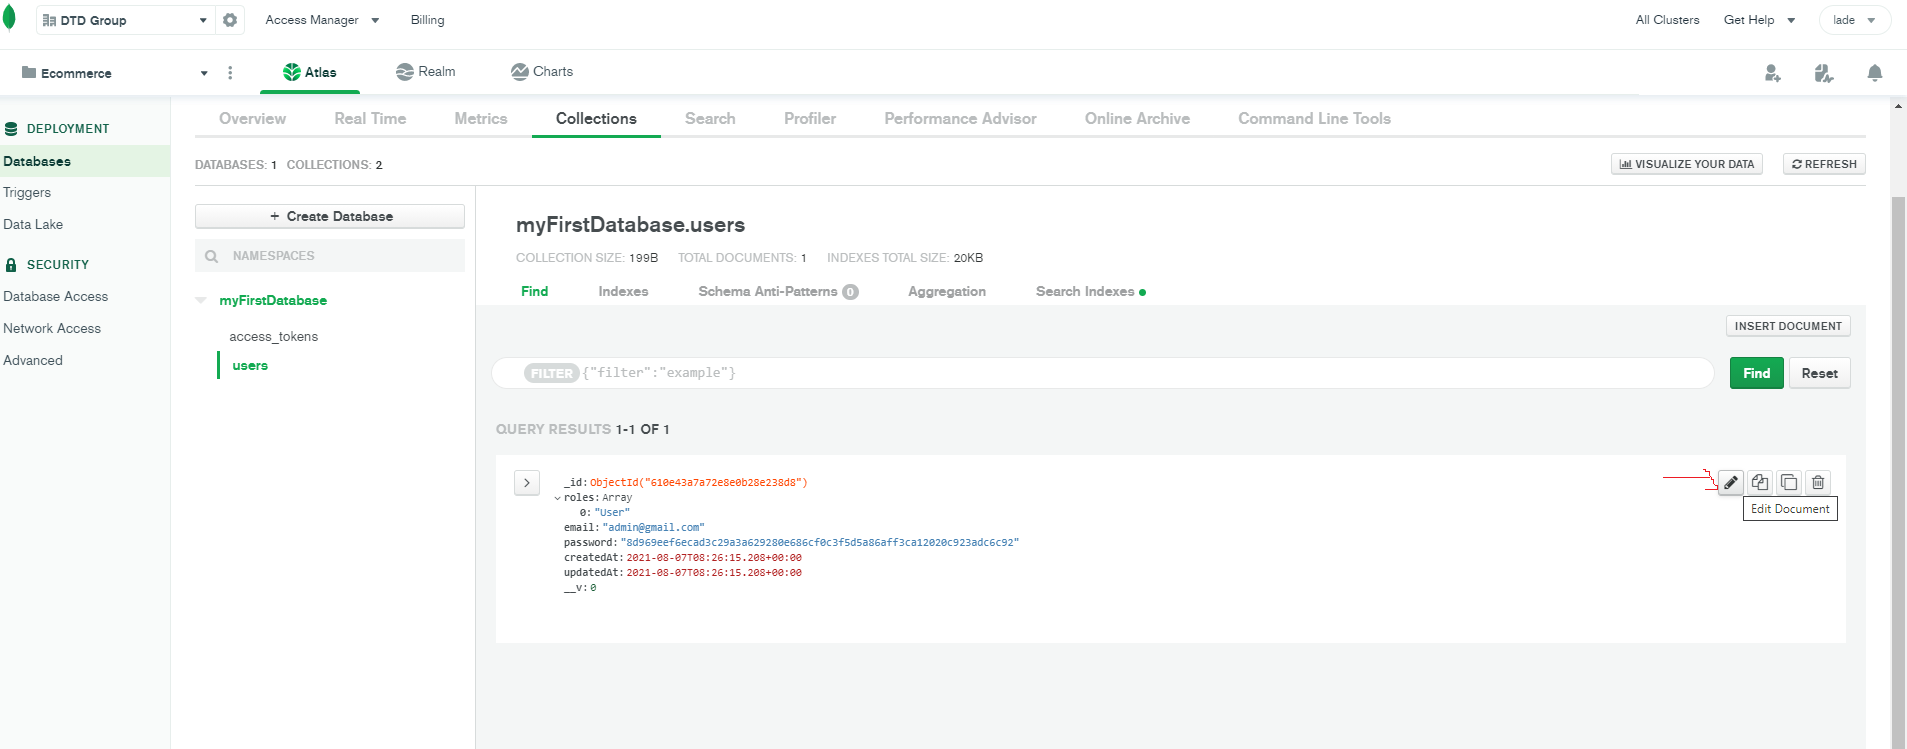 DTD Group
Access Manager
Billing
All Clusters
Get Help
lade
Ecommerce
Atlas
Realm
Charts
DEPLOYMENT
Databases
Triggers
Data Lake
SECURITY
Database Access
Network Access
Advanced
Overview Real Time Metrics Collections Search Profiler Performance Advisor Online Archive Command Line Tools
DATABASES: 1 COLLECTIONS: 2
VISUALIZE YOUR DATA
REFRESH
+ Create Database
NAMESPACES
myFirstDatabase
access_tokens
users
myFirstDatabase.users
COLLECTION SIZE: 199B TOTAL DOCUMENTS: 1 INDEXES TOTAL SIZE: 20KB
Find Indexes Schema Anti-Patterns 0 Aggregation Search Indexes
INSERT DOCUMENT
FILTER {"filter":"example"}
Find
Reset
QUERY RESULTS 1-1 OF 1
_id: ObjectId("610e43a7a72e8e0b28e238d8")
roles: Array
0: "User"
email: "admin@gmail.com"
password: "8d969eef6ecad3c29a3a629280e686cf0c3f5d5a86aff3ca12020c923adc6c92"
createdAt: 2021-08-07T08:26:15.208+00:00
updatedAt: 2021-08-07T08:26:15.208+00:00
__v: 0
Edit Document